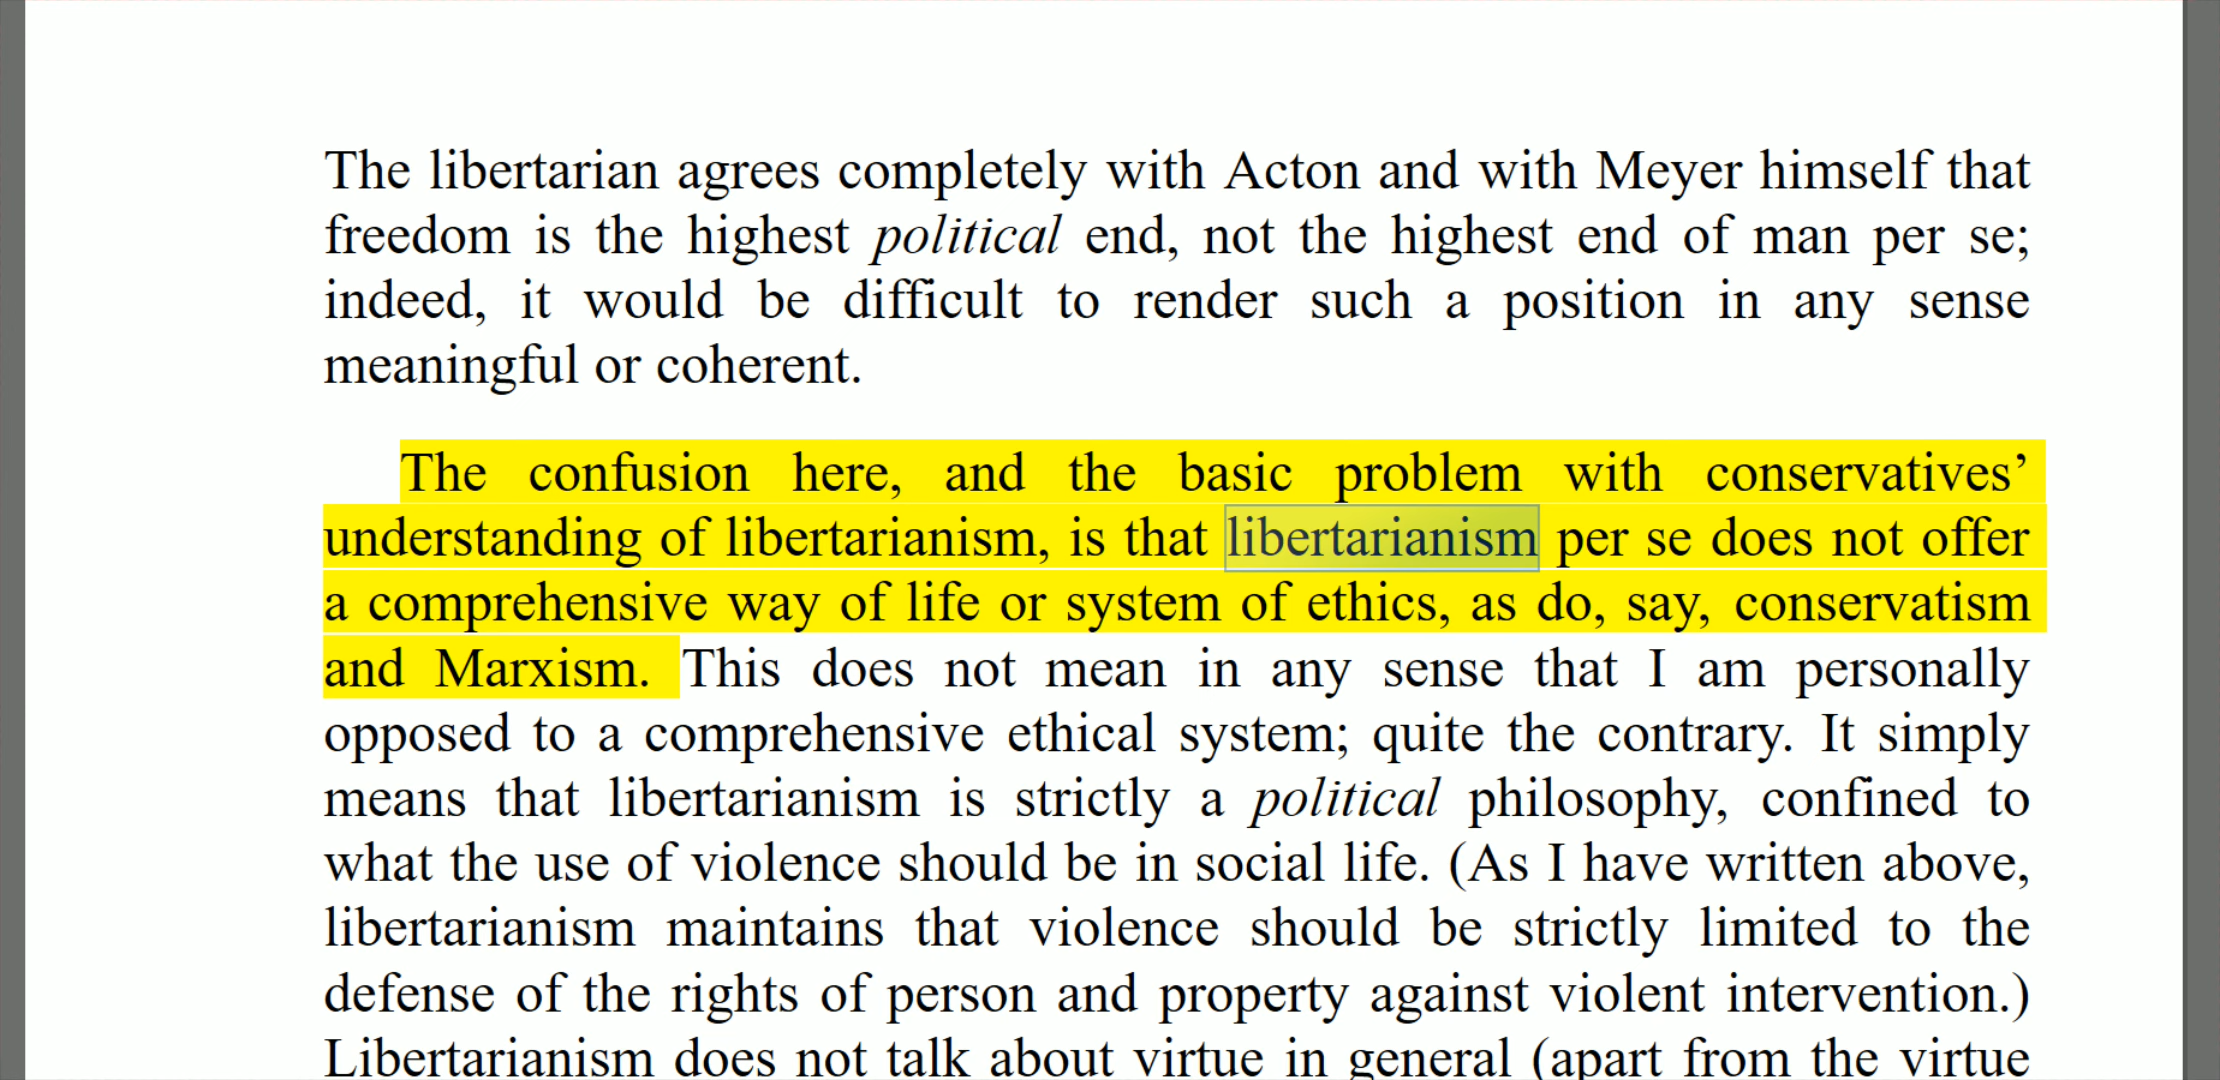 The libertarian agrees completely with Acton and with Meyer himself that
freedom is the highest political end, not the highest end of man per se;
indeed, it would be difficult to render such a position in any sense
meaningful or coherent.
The confusion here, and the basic problem with conservatives’
understanding of libertarianism, is that libertarianism per se does not offer
a comprehensive way of life or system of ethics, as do, say, conservatism
and Marxism. This does not mean in any sense that I am personally
opposed to a comprehensive ethical system; quite the contrary. It simply
means that libertarianism is strictly a political philosophy, confined to
what the use of violence should be in social life. (As I have written above,
libertarianism maintains that violence should be strictly limited to the
defense of the rights of person and property against violent intervention.)
Libertarianism does not talk about virtue in general (apart from the virtue